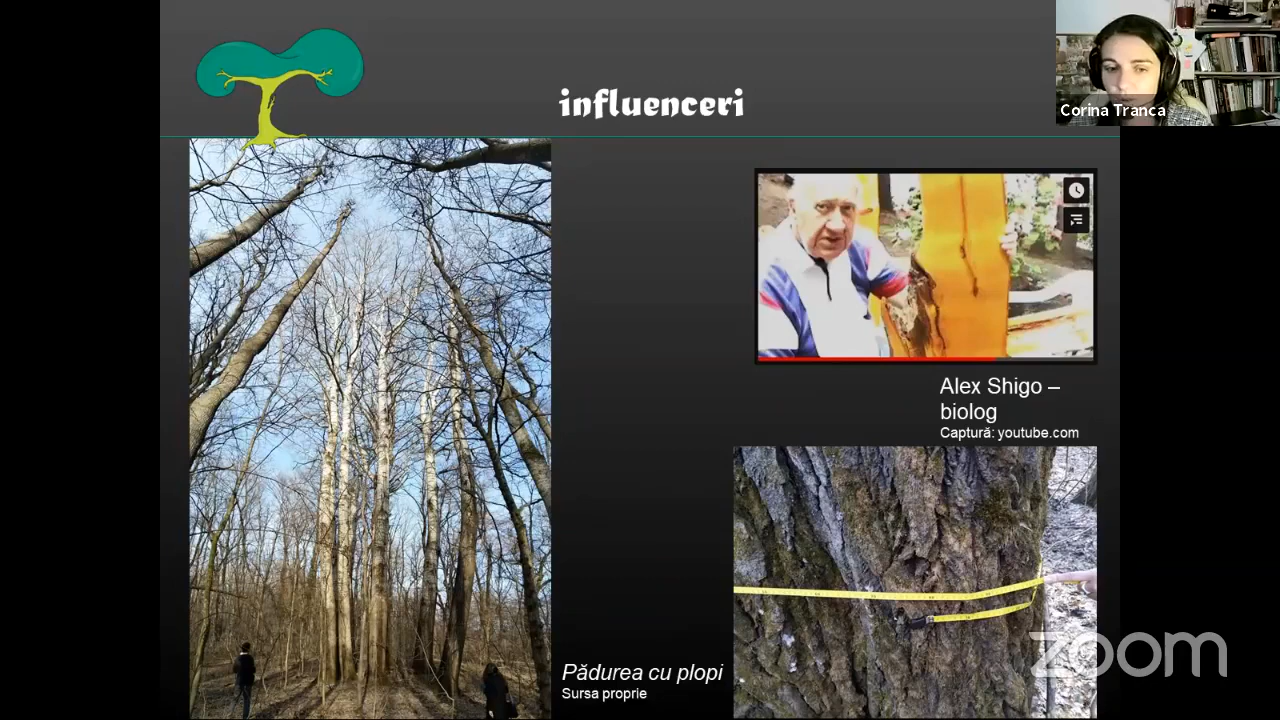 influenceri
Corina Tranca
Alex Shigo –
biolog
Captură: youtube.com
Pădurea cu plopi
Sursa proprie
zoom